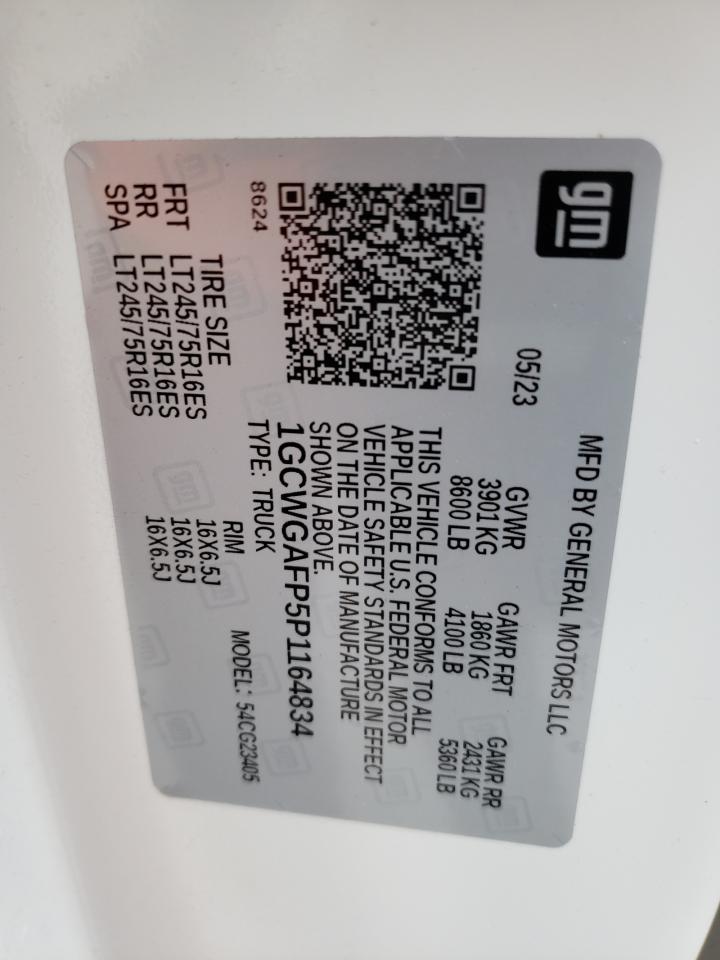 gm
MFD BY GENERAL MOTORS LLC
05/23
GVWR GAWR FRT GAWR RR
3901 KG 1860 KG 2431 KG
8600 LB 4100 LB 5360 LB
THIS VEHICLE CONFORMS TO ALL
APPLICABLE U.S. FEDERAL MOTOR
VEHICLE SAFETY STANDARDS IN EFFECT
ON THE DATE OF MANUFACTURE
SHOWN ABOVE.
1GCWGAFP5P1164834
8624
TYPE: TRUCK
MODEL: 54CG23405
TIRE SIZE RIM
FRT LT245/75R16ES 16X6.5J
RR LT245/75R16ES 16X6.5J
SPA LT245/75R16ES 16X6.5J